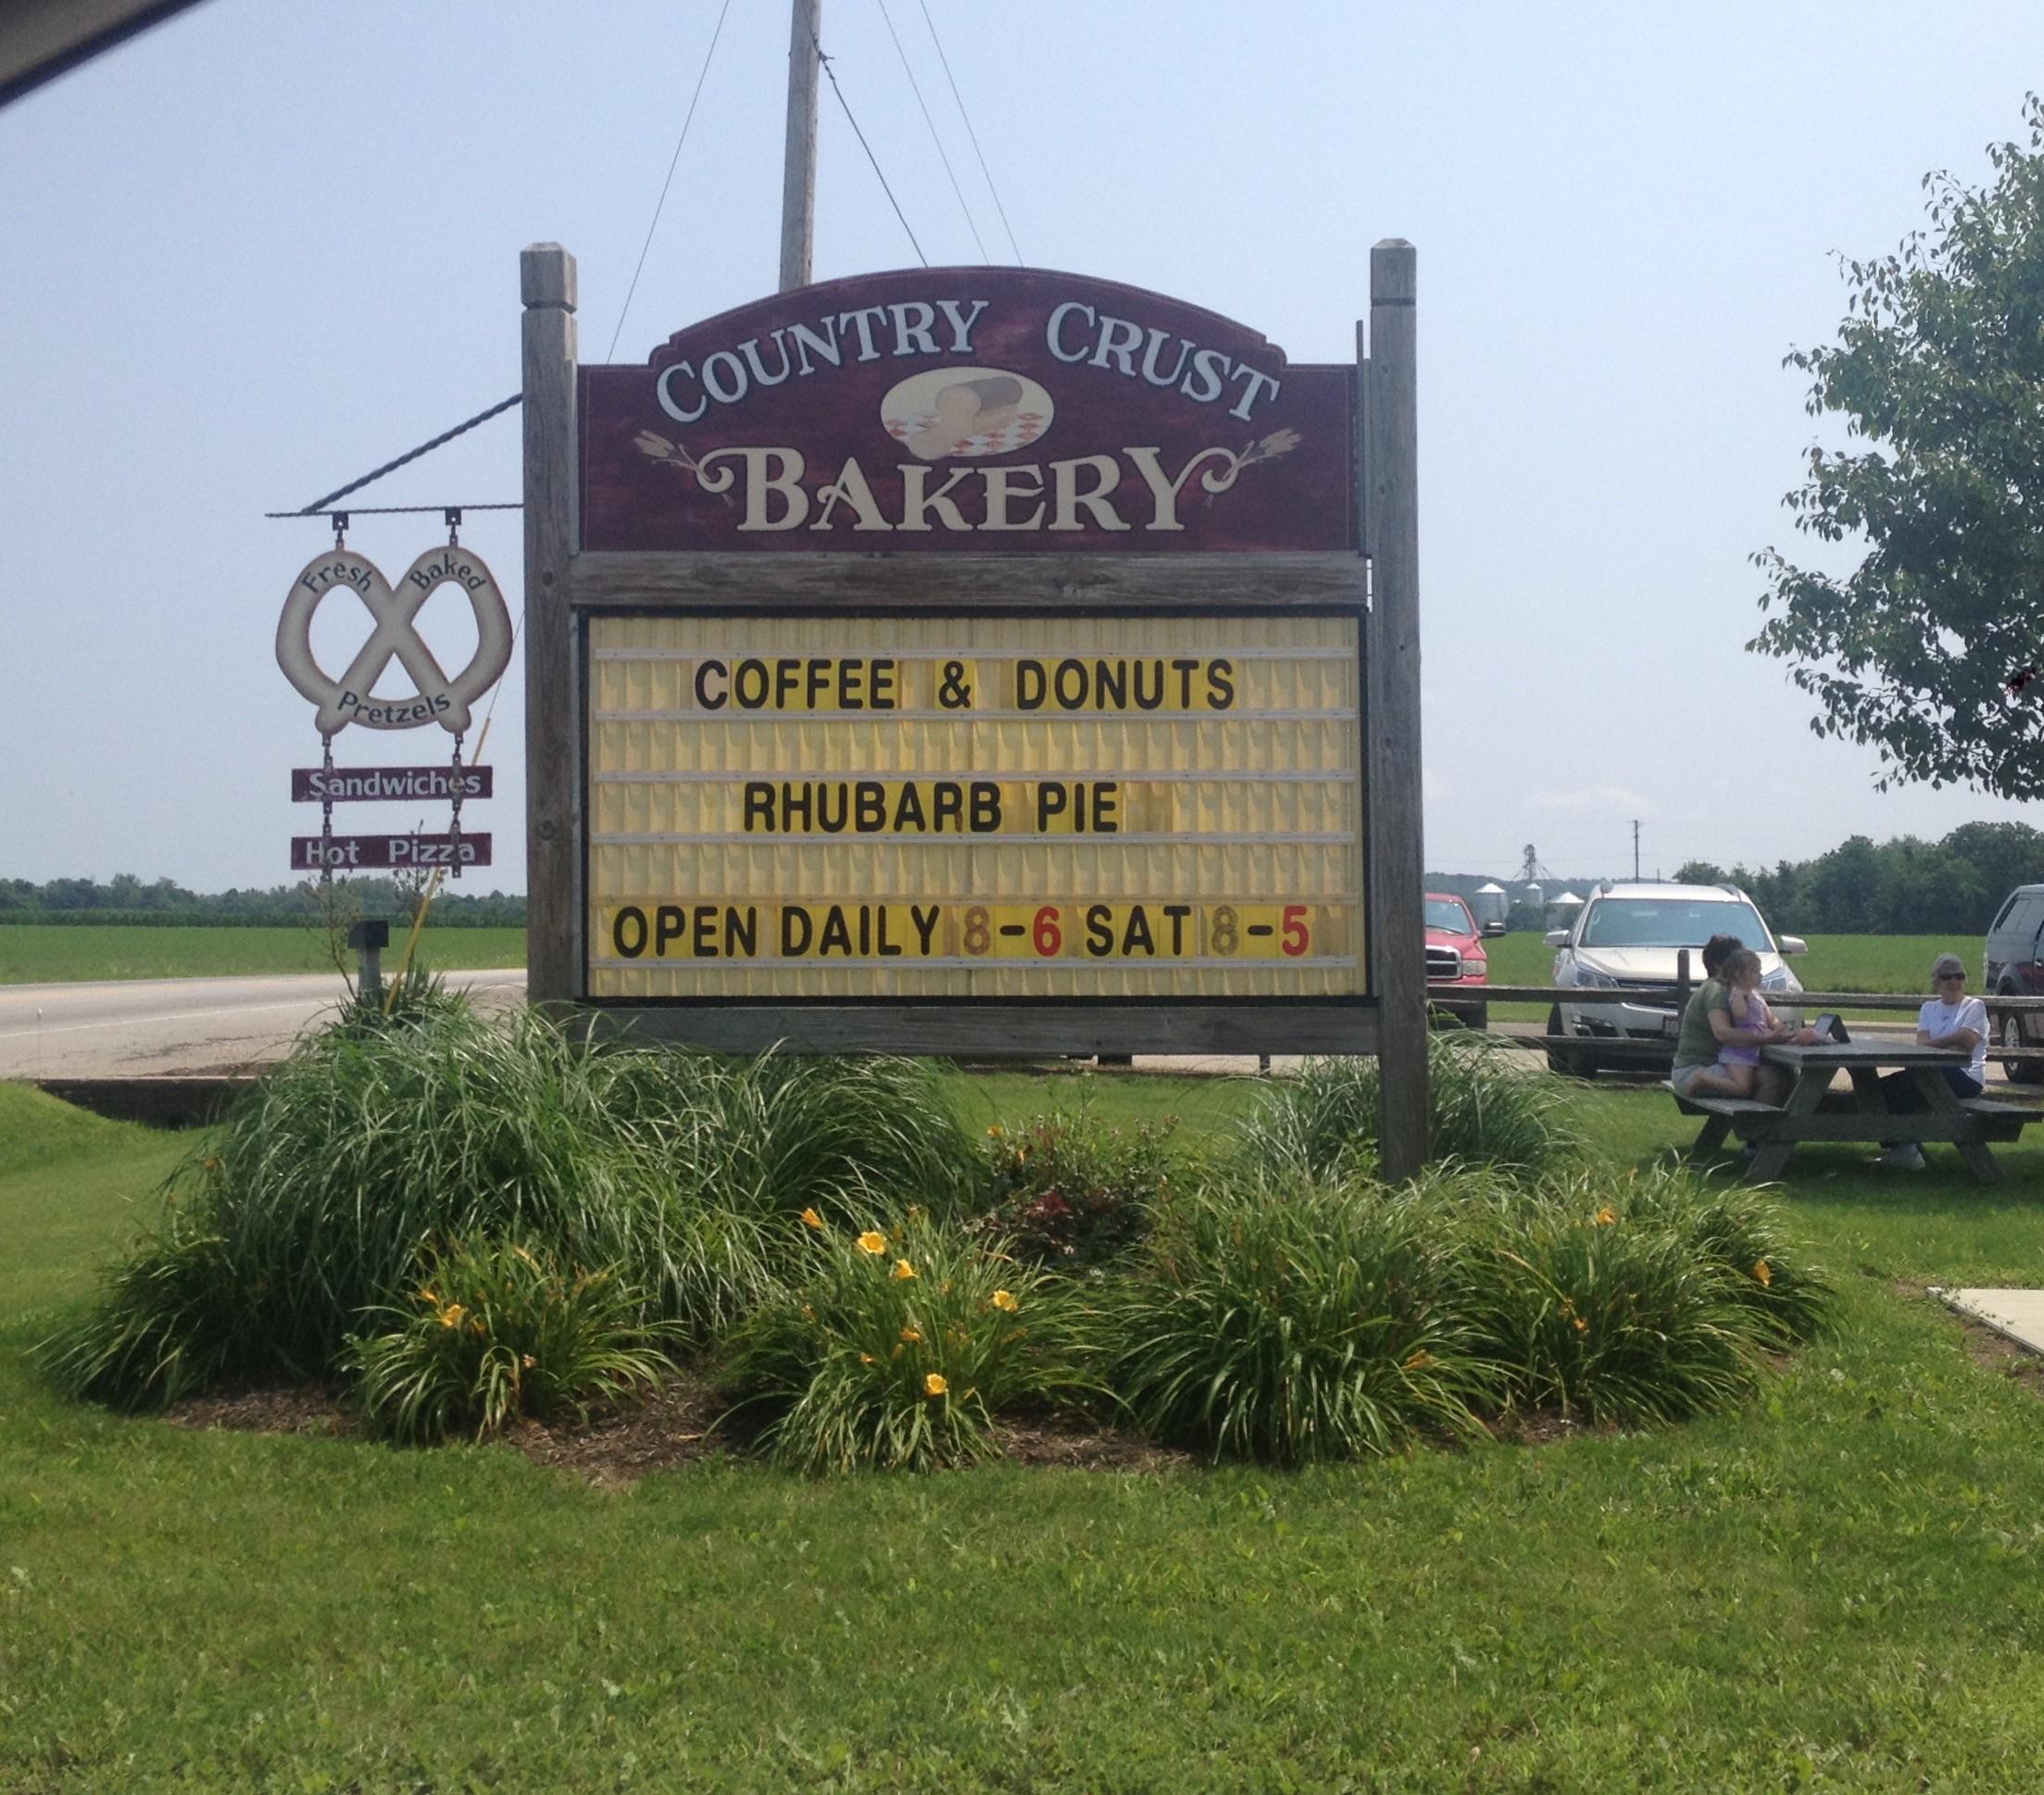 COUNTRY CRUST
BAKERY
Fresh Baked
Pretzels
Sandwiches
Hot Pizza
COFFEE & DONUTS
RHUBARB PIE
OPEN DAILY 8-6 SAT 8-5